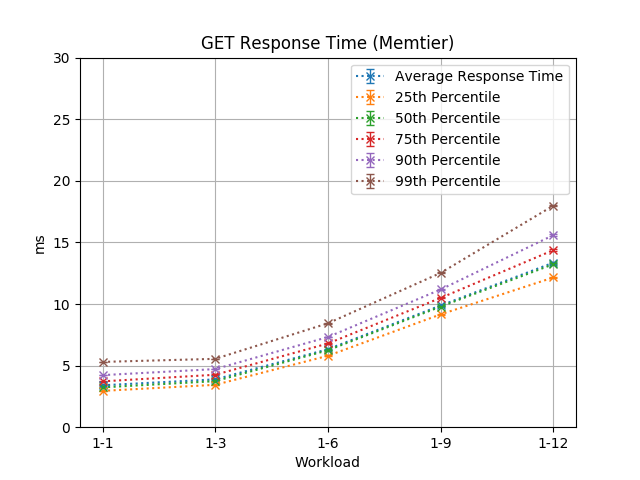 GET Response Time (Memtier)
30
25
20
15
10
5
0
ms
Average Response Time
25th Percentile
50th Percentile
75th Percentile
90th Percentile
99th Percentile
1-1
1-3
1-6
1-9
1-12
Workload